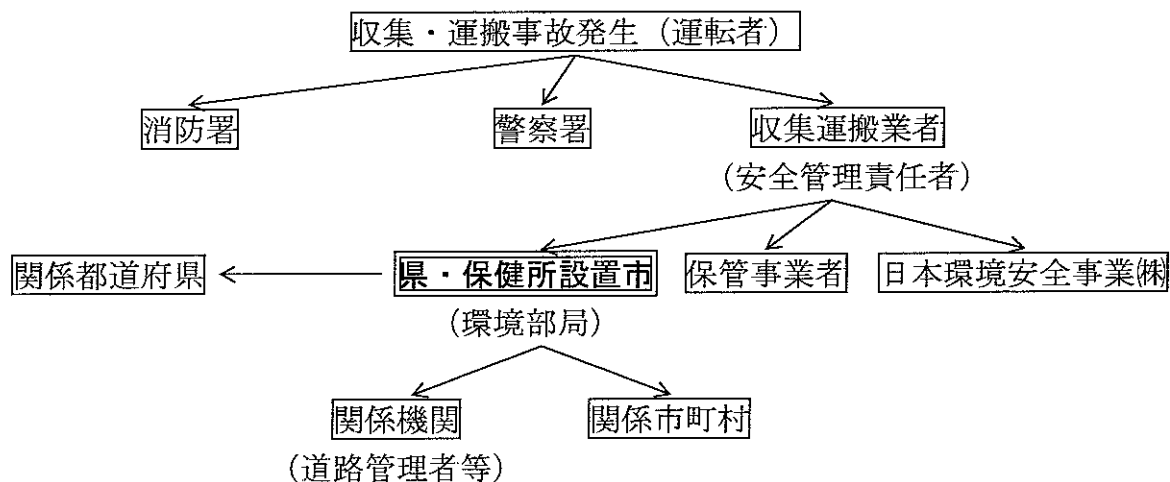 収集・運搬事故発生（運転者）
消防署
警察署
収集運搬業者
（安全管理責任者）
関係都道府県
県・保健所設置市
保管事業者
日本環境安全事業㈱
（環境部局）
関係機関
関係市町村
（道路管理者等）